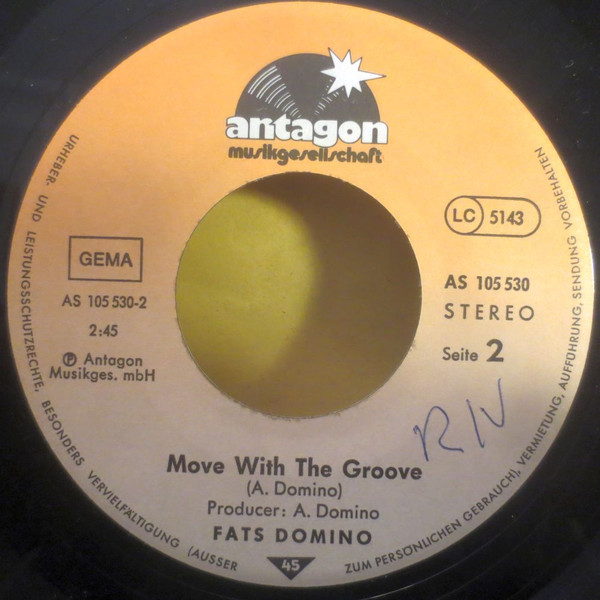 antagon
musikgesellschaft
GEMA
AS 105 530-2
2:45
Ⓟ Antagon
Musikges. mbH
LC 5143
AS 105 530
STEREO
Seite 2
R IV
Move With The Groove
(A. Domino)
Producer: A. Domino
FATS DOMINO
45
URHEBER- UND LEISTUNGSSCHUTZRECHTE, BESONDERS VERVIELFÄLTIGUNG (AUSSER ZUM PERSÖNLICHEN GEBRAUCH), VERMIETUNG, AUFFÜHRUNG, SENDUNG VORBEHALTEN